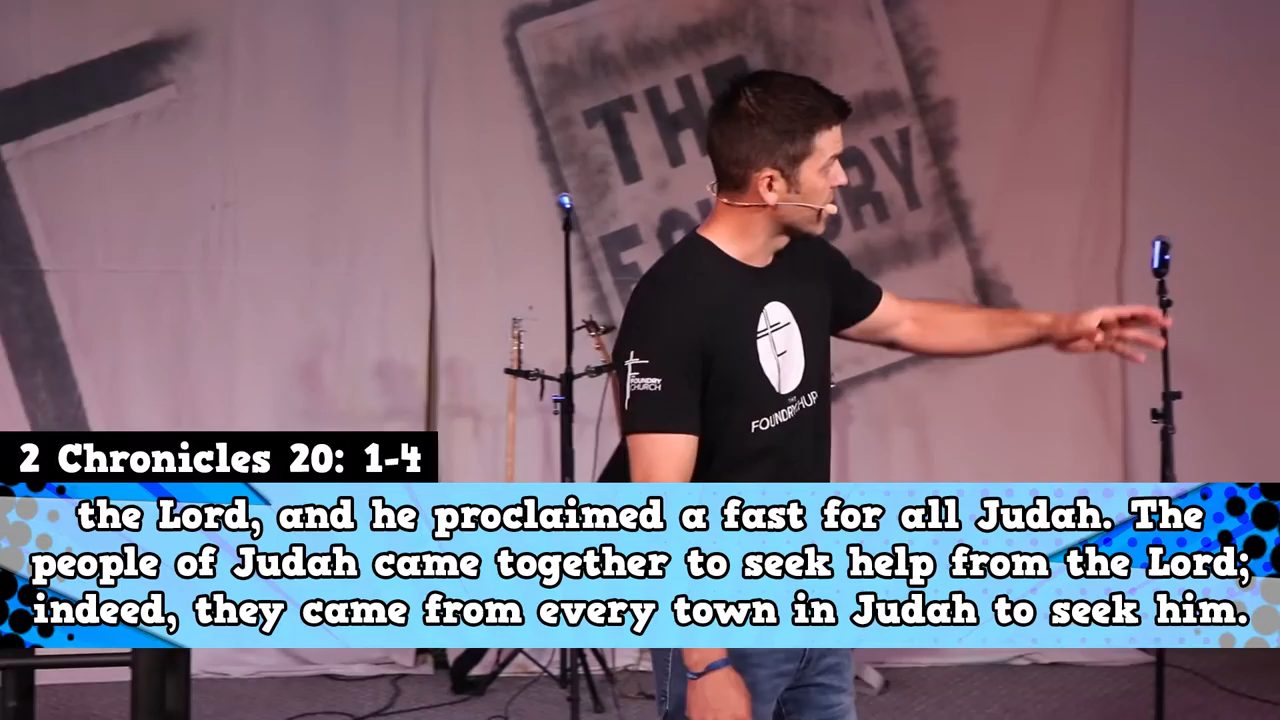 THE
FOUNDRY
FOUNDRY
CHURCH
THE
2 Chronicles 20: 1-4
the Lord, and he proclaimed a fast for all Judah. The
people of Judah came together to seek help from the Lord;
indeed, they came from every town in Judah to seek him.